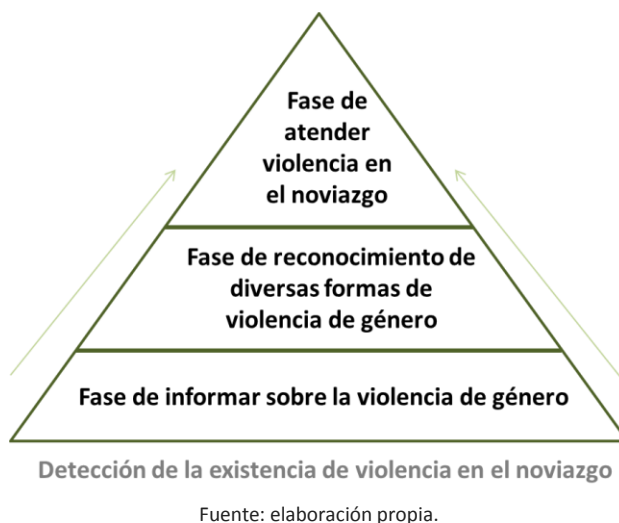 Fase de
atender
violencia en
el noviazgo
Fase de reconocimiento de
diversas formas de
violencia de género
Fase de informar sobre la violencia de género
Detección de la existencia de violencia en el noviazgo
Fuente: elaboración propia.